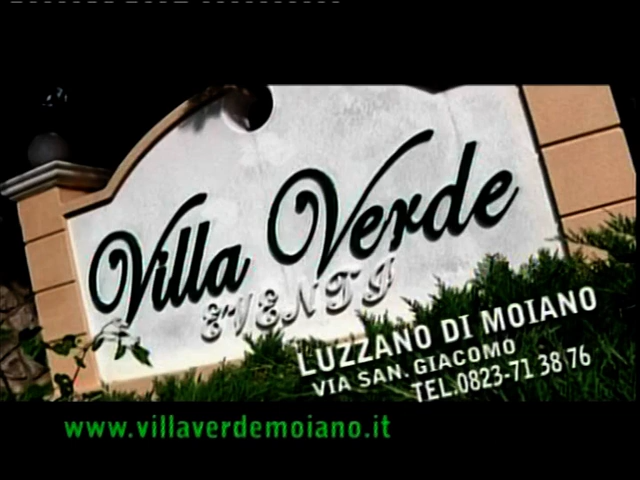 Villa Verde
EVENTI
LUZZANO DI MOIANO
VIA SAN. GIACOMO
TEL.0823-71 38 76
www.villaverdemoiano.it